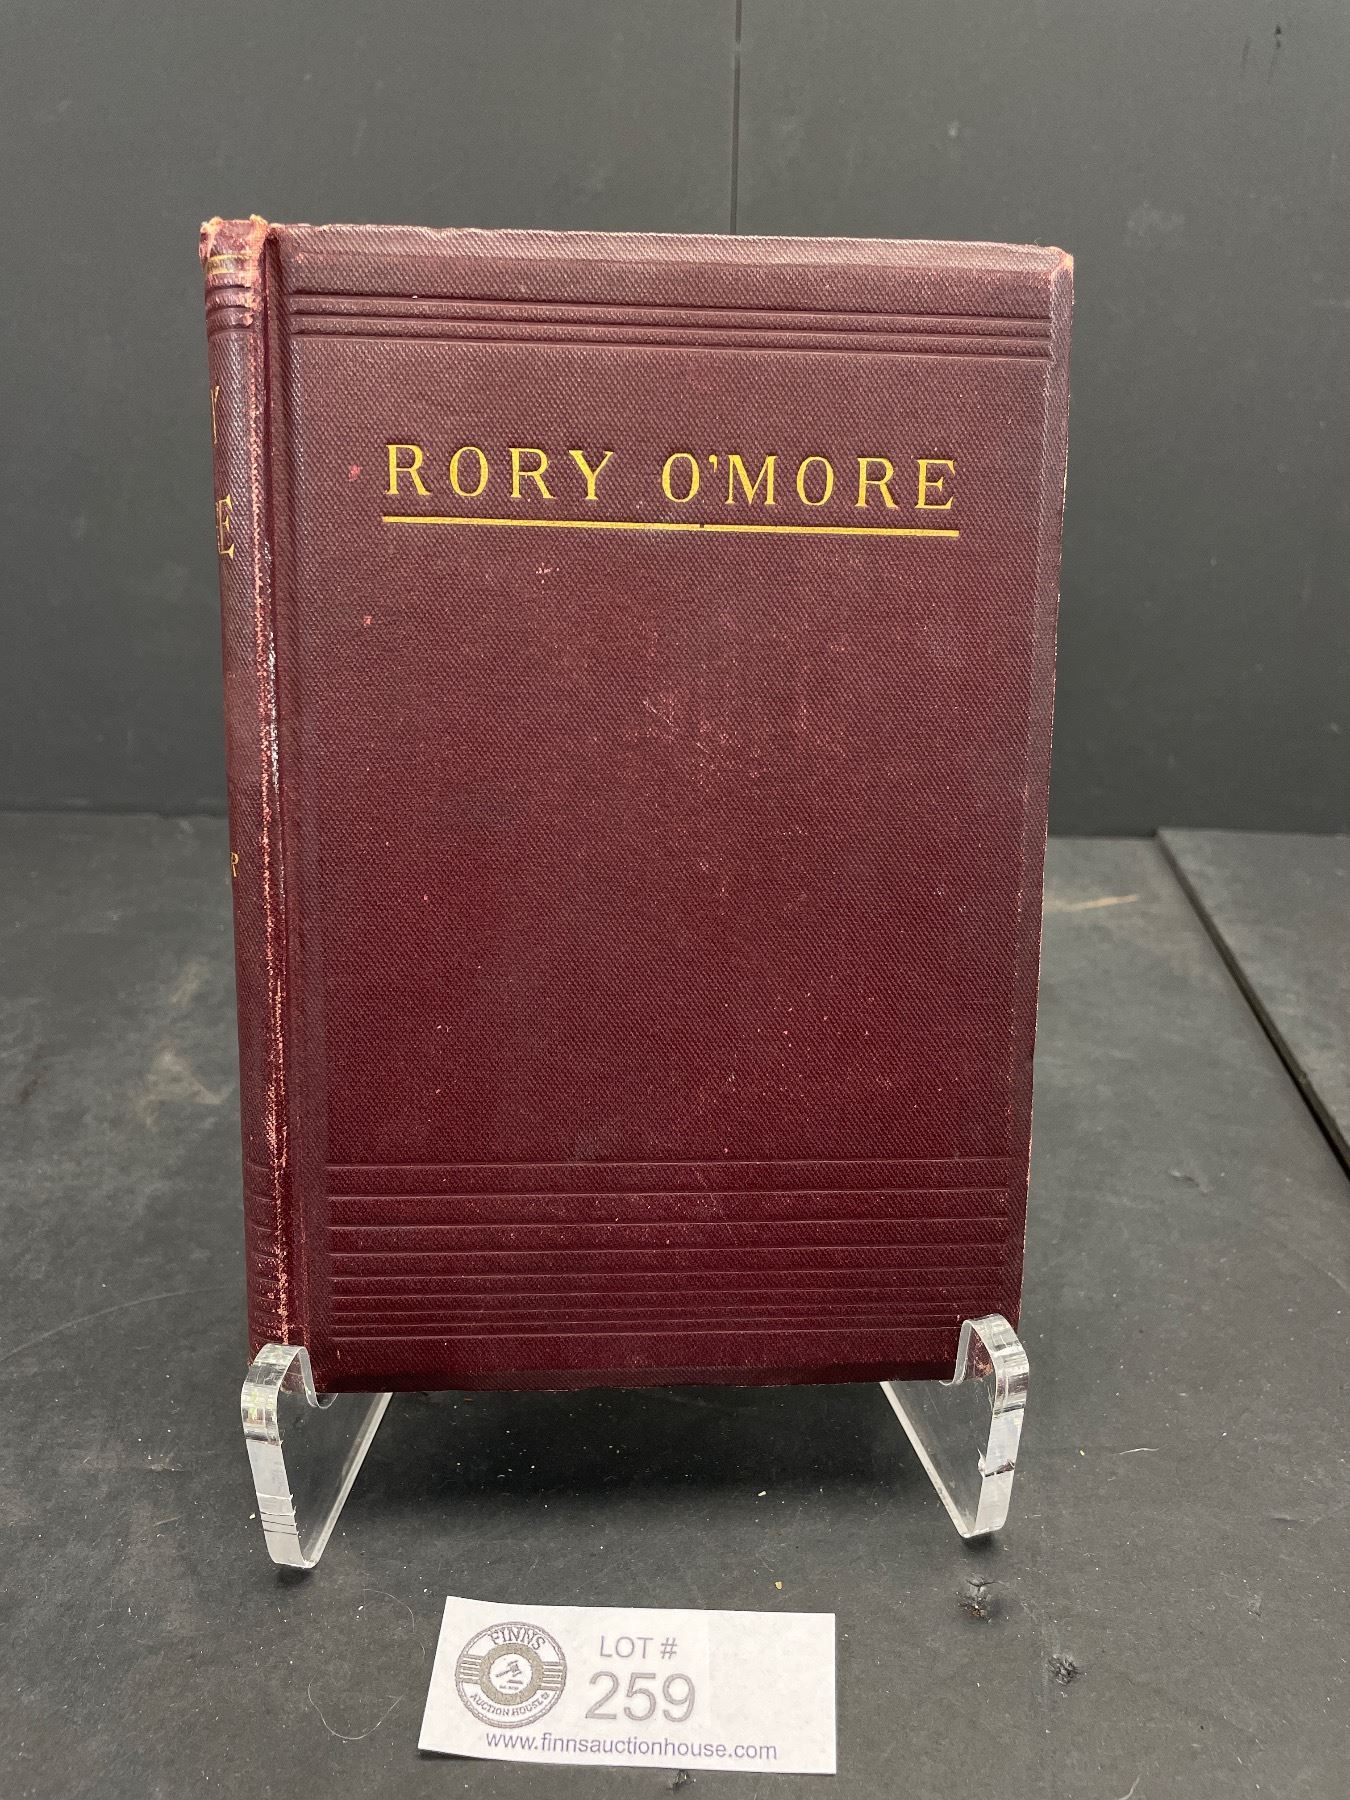 RORY O'MORE
Y
E
R
FINNS
AUCTION HOUSE
LOT #
259
www.finnsauctionhouse.com